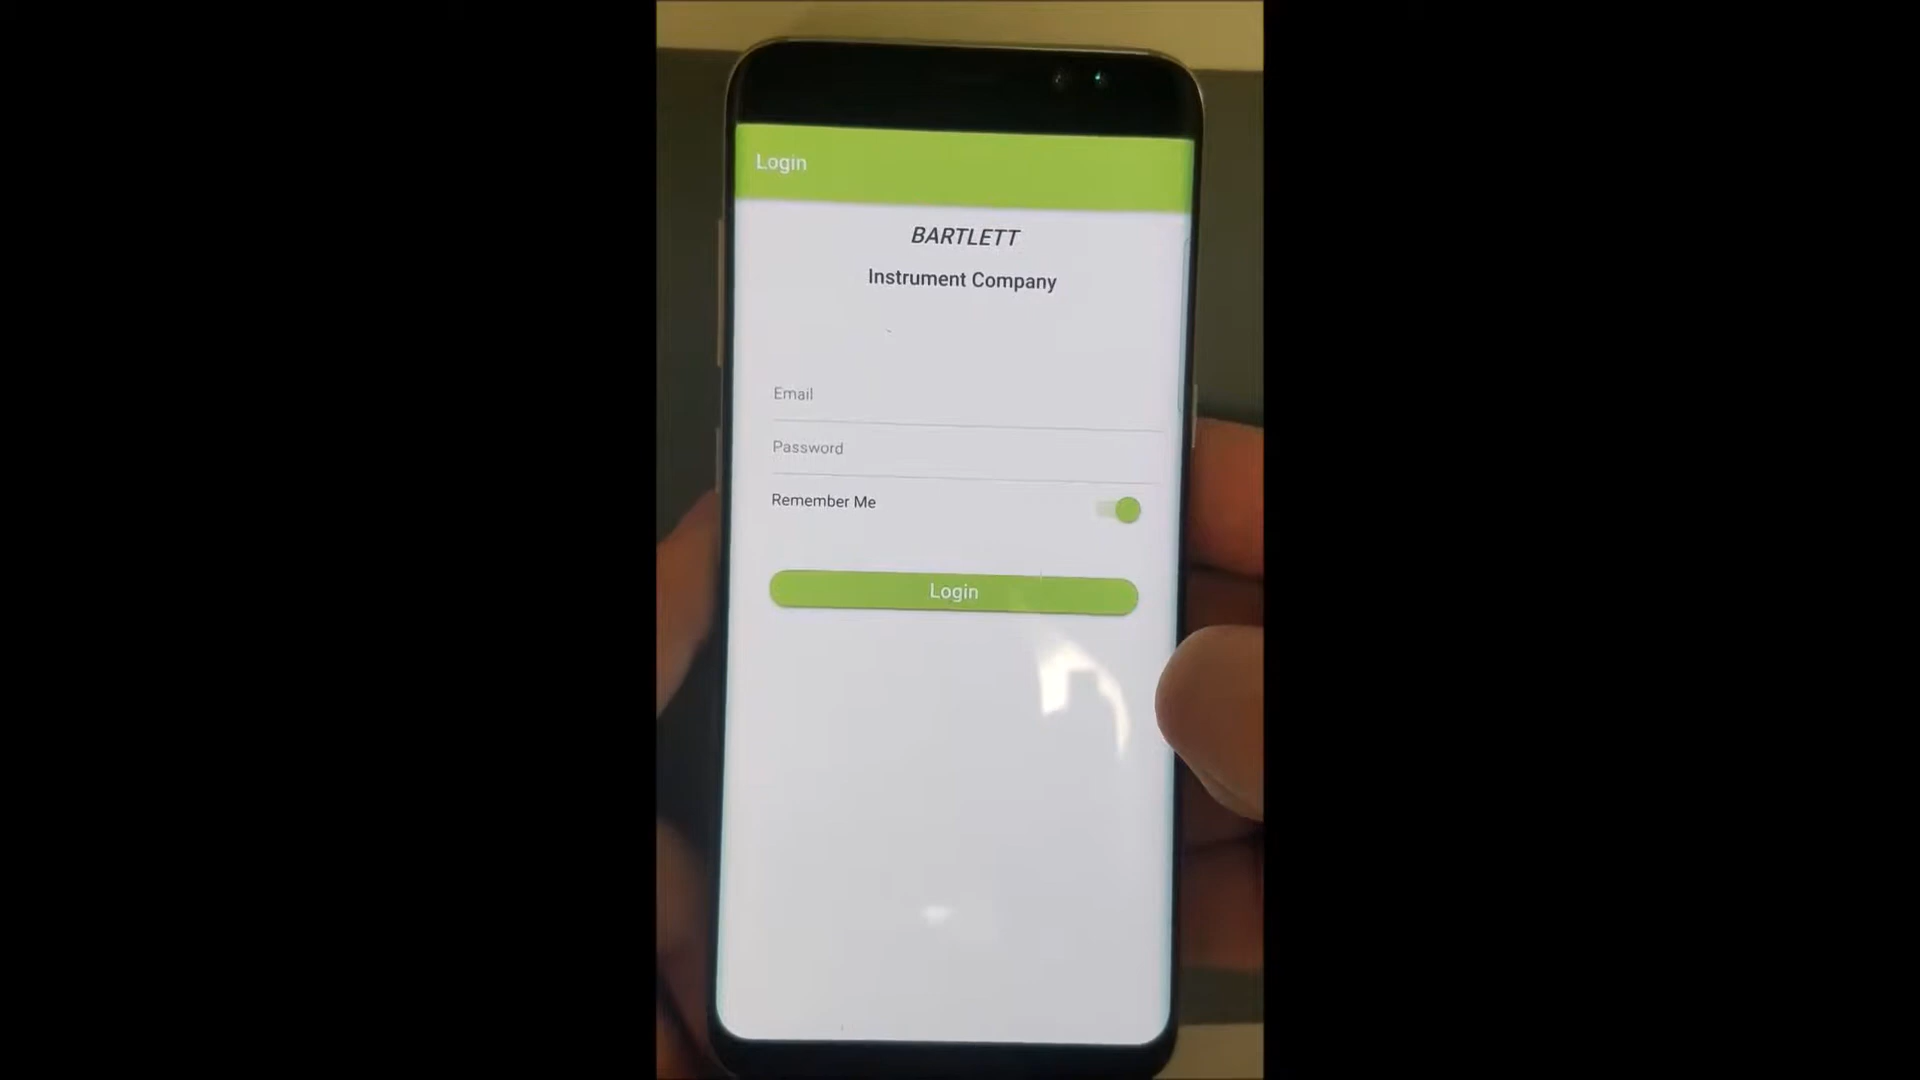 Login
BARTLETT
Instrument Company
Email
Password
Remember Me
Login